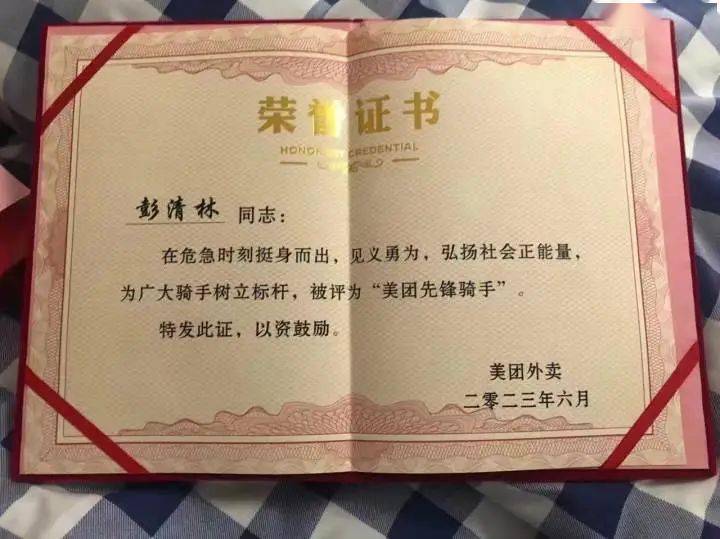 荣誉证书
HONOR CREDENTIAL
彭清林 同志：
在危急时刻挺身而出，见义勇为，弘扬社会正能量，
为广大骑手树立标杆，被评为“美团先锋骑手”。
特发此证，以资鼓励。
美团外卖
二零二三年六月